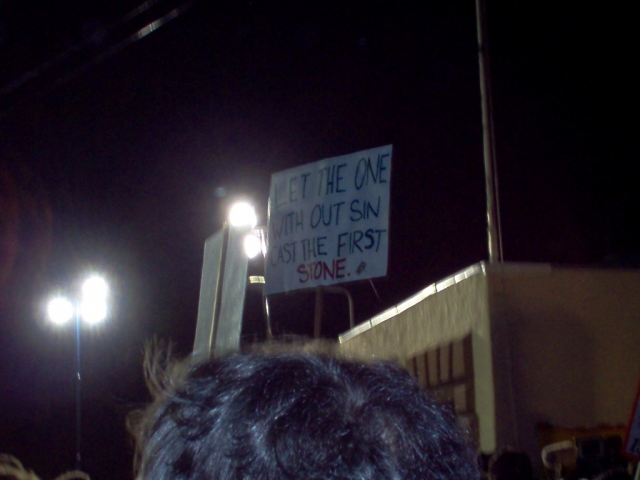 LET THE ONE
WITH OUT SIN
CAST THE FIRST
STONE.